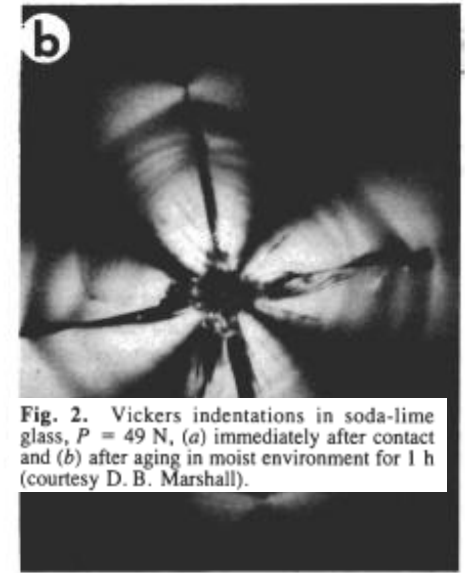 b
Fig. 2. Vickers indentations in soda-lime
glass, P = 49 N, (a) immediately after contact
and (b) after aging in moist environment for 1 h
(courtesy D. B. Marshall).